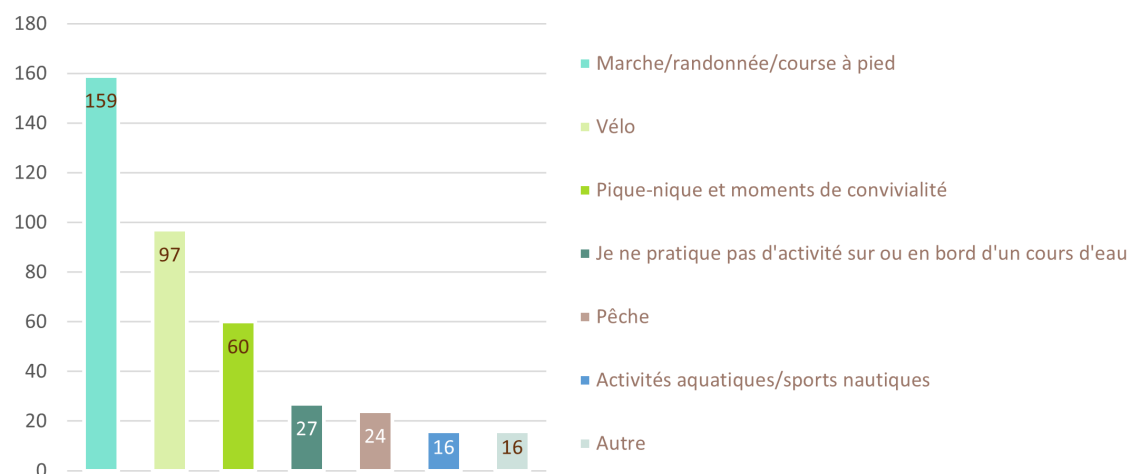 180
160
140
120
100
80
60
40
20
0
159
97
60
27
24
16
16
Marche/randonnée/course à pied
Vélo
Pique-nique et moments de convivialité
Je ne pratique pas d'activité sur ou en bord d'un cours d'eau
Pêche
Activités aquatiques/sports nautiques
Autre